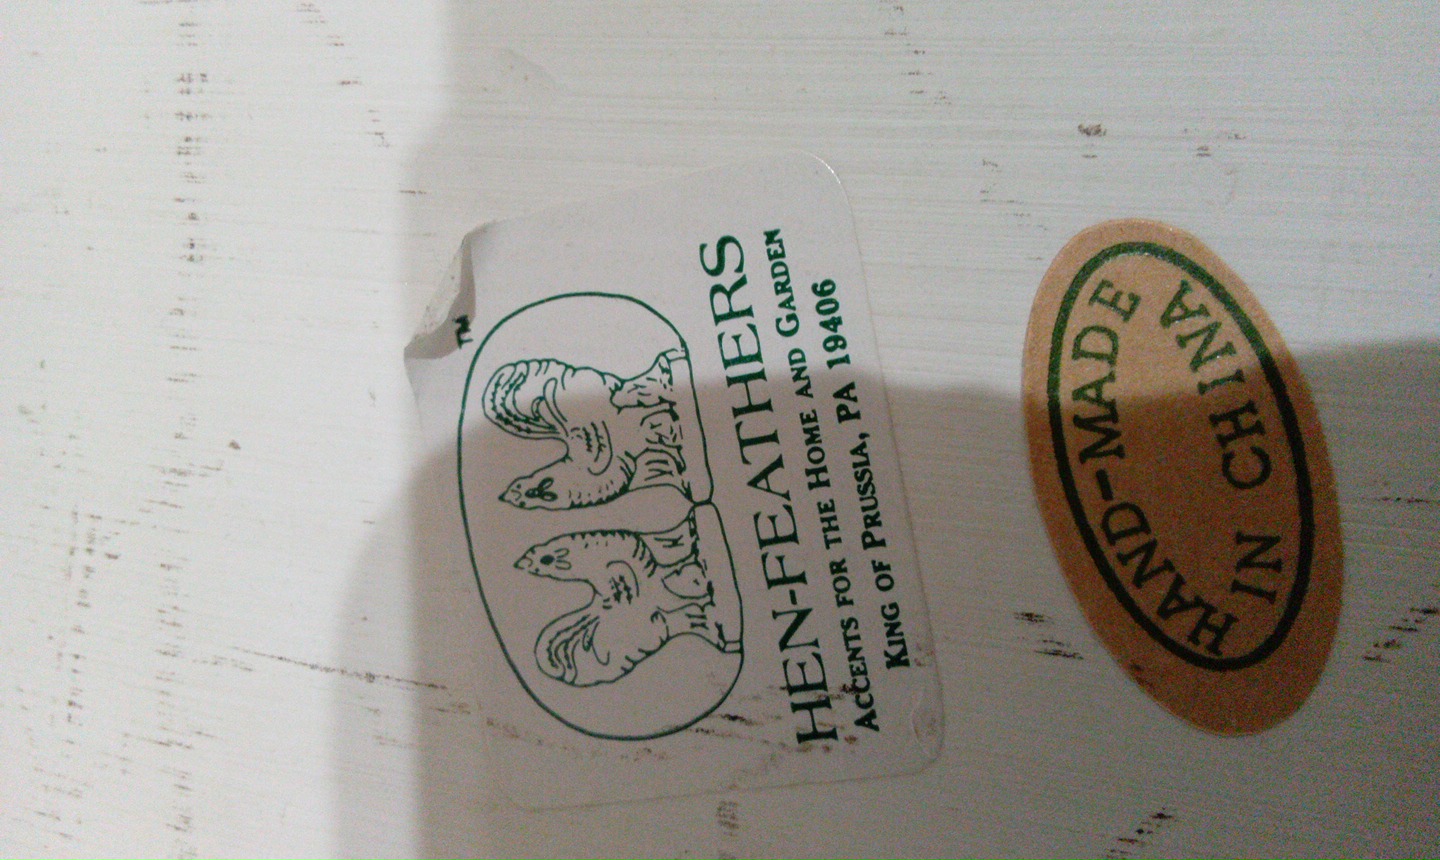 TM
HEN-FEATHERS
ACCENTS FOR THE HOME AND GARDEN
KING OF PRUSSIA, PA 19406
HAND-MADE
IN CHINA